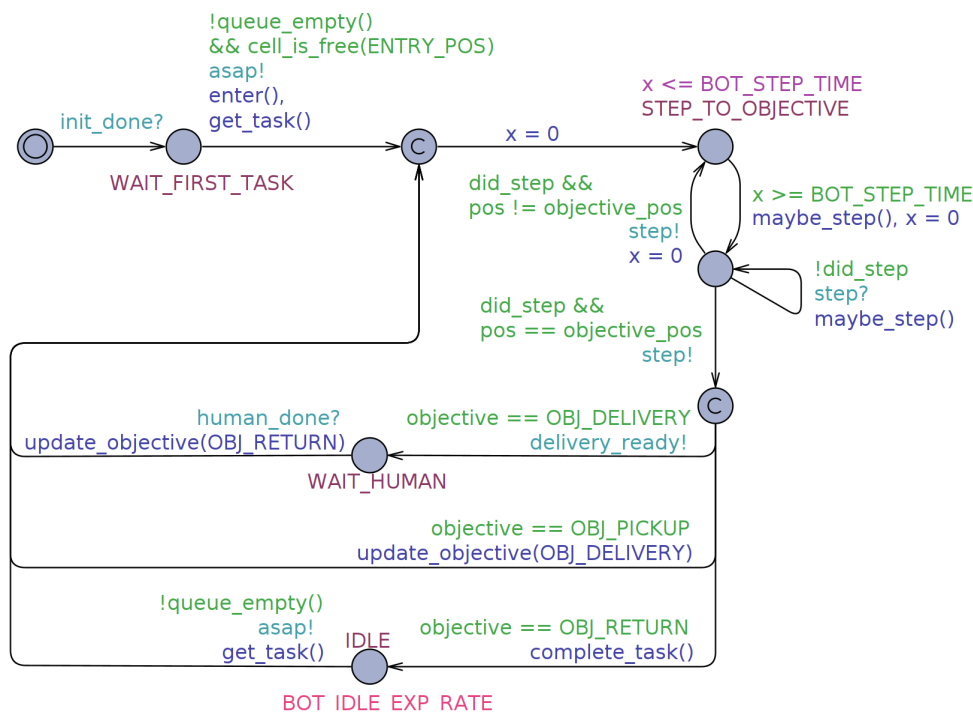 !queue_empty()
&& cell_is_free(ENTRY_POS)
asap!
enter(),
get_task()
init_done?
WAIT_FIRST_TASK
C
x = 0
x <= BOT_STEP_TIME
STEP_TO_OBJECTIVE
did_step &&
pos != objective_pos
step!
x = 0
x >= BOT_STEP_TIME
maybe_step(), x = 0
!did_step
step?
maybe_step()
did_step &&
pos == objective_pos
step!
C
human_done?
update_objective(OBJ_RETURN)
WAIT_HUMAN
objective == OBJ_DELIVERY
delivery_ready!
objective == OBJ_PICKUP
update_objective(OBJ_DELIVERY)
!queue_empty()
asap!
get_task()
IDLE
BOT_IDLE_EXP_RATE
objective == OBJ_RETURN
complete_task()